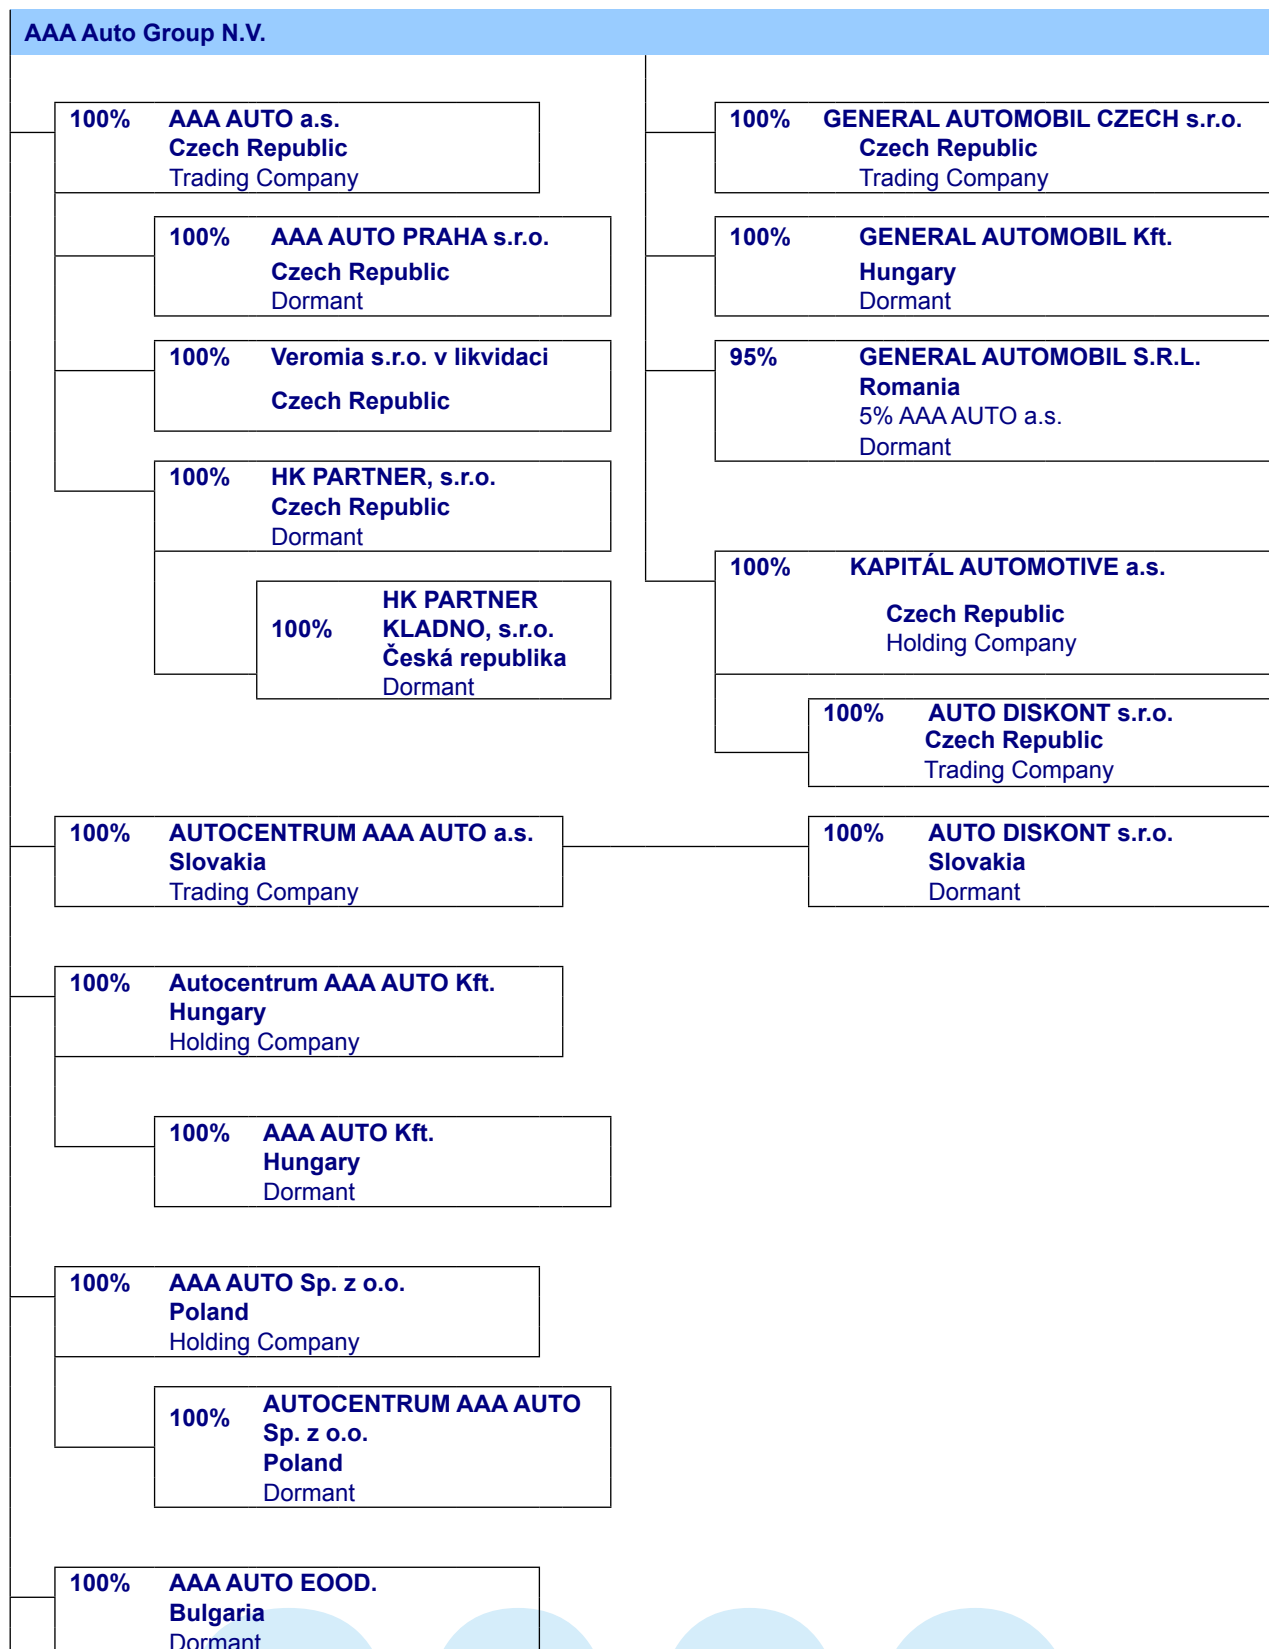 AAA Auto Group N.V.
100% AAA AUTO a.s.
Czech Republic
Trading Company
100% AAA AUTO PRAHA s.r.o.
Czech Republic
Dormant
100% Veromia s.r.o. v likvidaci
Czech Republic
100% HK PARTNER, s.r.o.
Czech Republic
Dormant
HK PARTNER
100% KLADNO, s.r.o.
Česká republika
Dormant
100% GENERAL AUTOMOBIL CZECH s.r.o.
Czech Republic
Trading Company
100% GENERAL AUTOMOBIL Kft.
Hungary
Dormant
95% GENERAL AUTOMOBIL S.R.L.
Romania
5% AAA AUTO a.s.
Dormant
100% KAPITÁL AUTOMOTIVE a.s.
Czech Republic
Holding Company
100% AUTO DISKONT s.r.o.
Czech Republic
Trading Company
100% AUTOCENTRUM AAA AUTO a.s.
Slovakia
Trading Company
100% AUTO DISKONT s.r.o.
Slovakia
Dormant
100% Autocentrum AAA AUTO Kft.
Hungary
Holding Company
100% AAA AUTO Kft.
Hungary
Dormant
100% AAA AUTO Sp. z o.o.
Poland
Holding Company
100% AUTOCENTRUM AAA AUTO
Sp. z o.o.
Poland
Dormant
100% AAA AUTO EOOD.
Bulgaria
Dormant